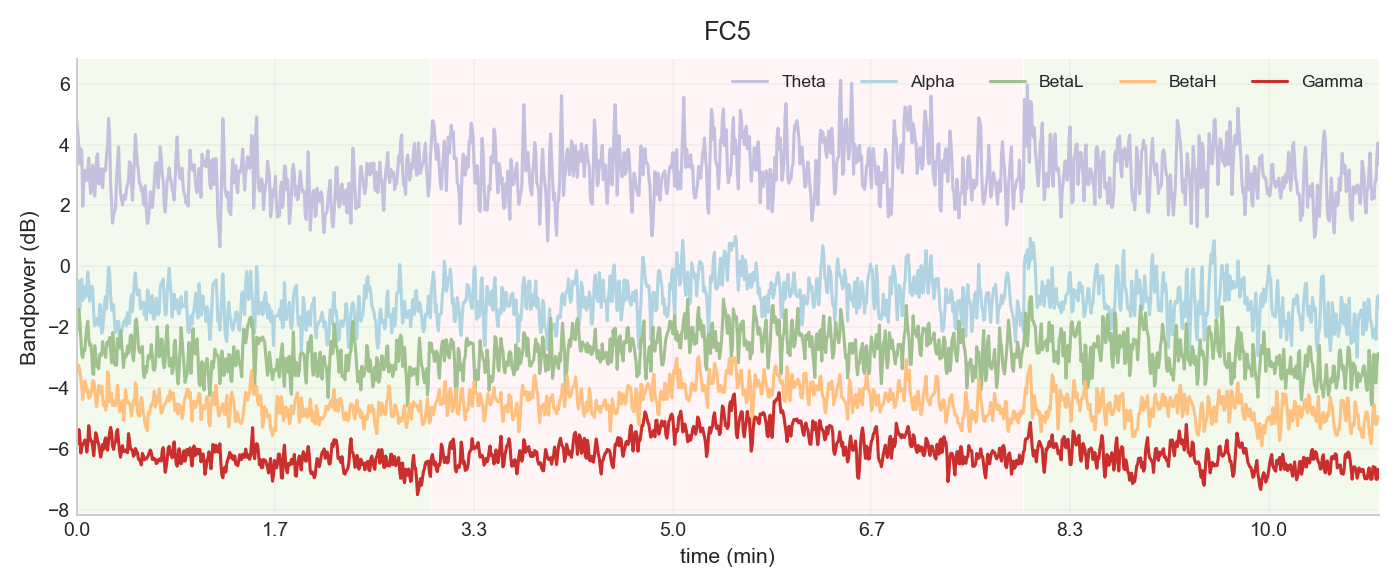 FC5
Theta Alpha BetaL BetaH Gamma
Bandpower (dB)
6
4
2
0
−2
−4
−6
−8
0.0 1.7 3.3 5.0 6.7 8.3 10.0
time (min)